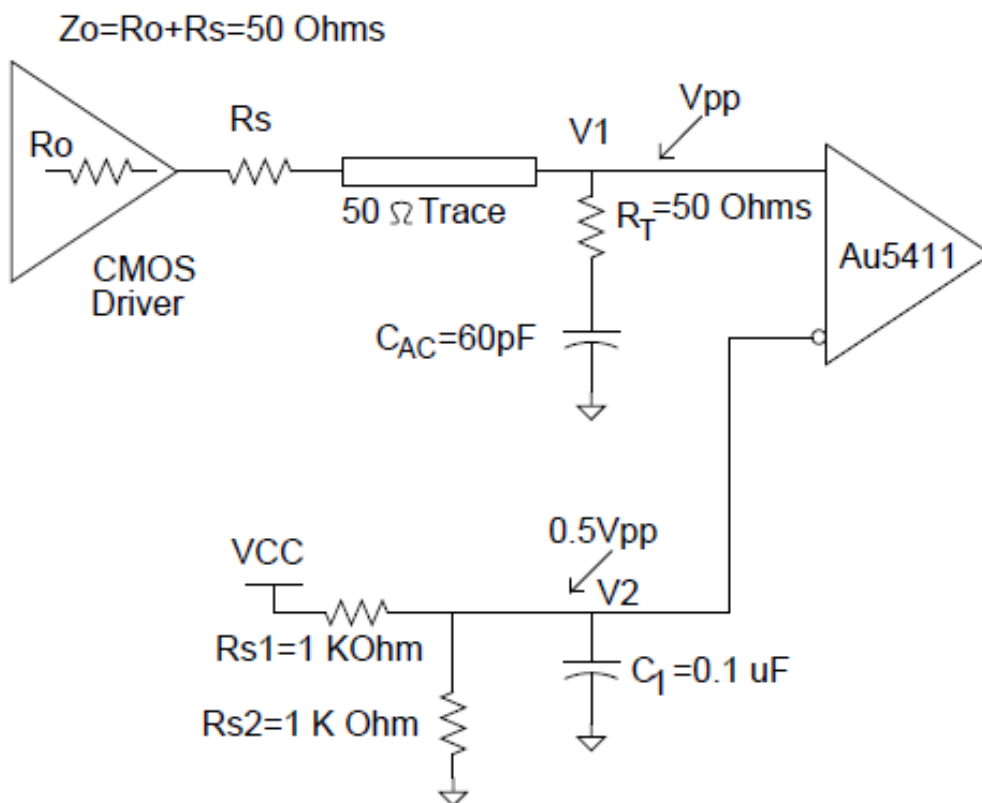 Zo=Ro+Rs=50 Ohms
Vpp
Rs
V1
Ro
50 Ω Trace
R_T=50 Ohms
Au5411
CMOS
Driver
C_AC=60pF
0.5Vpp
VCC
V2
Rs1=1 KOhm
C_I=0.1 uF
Rs2=1 K Ohm